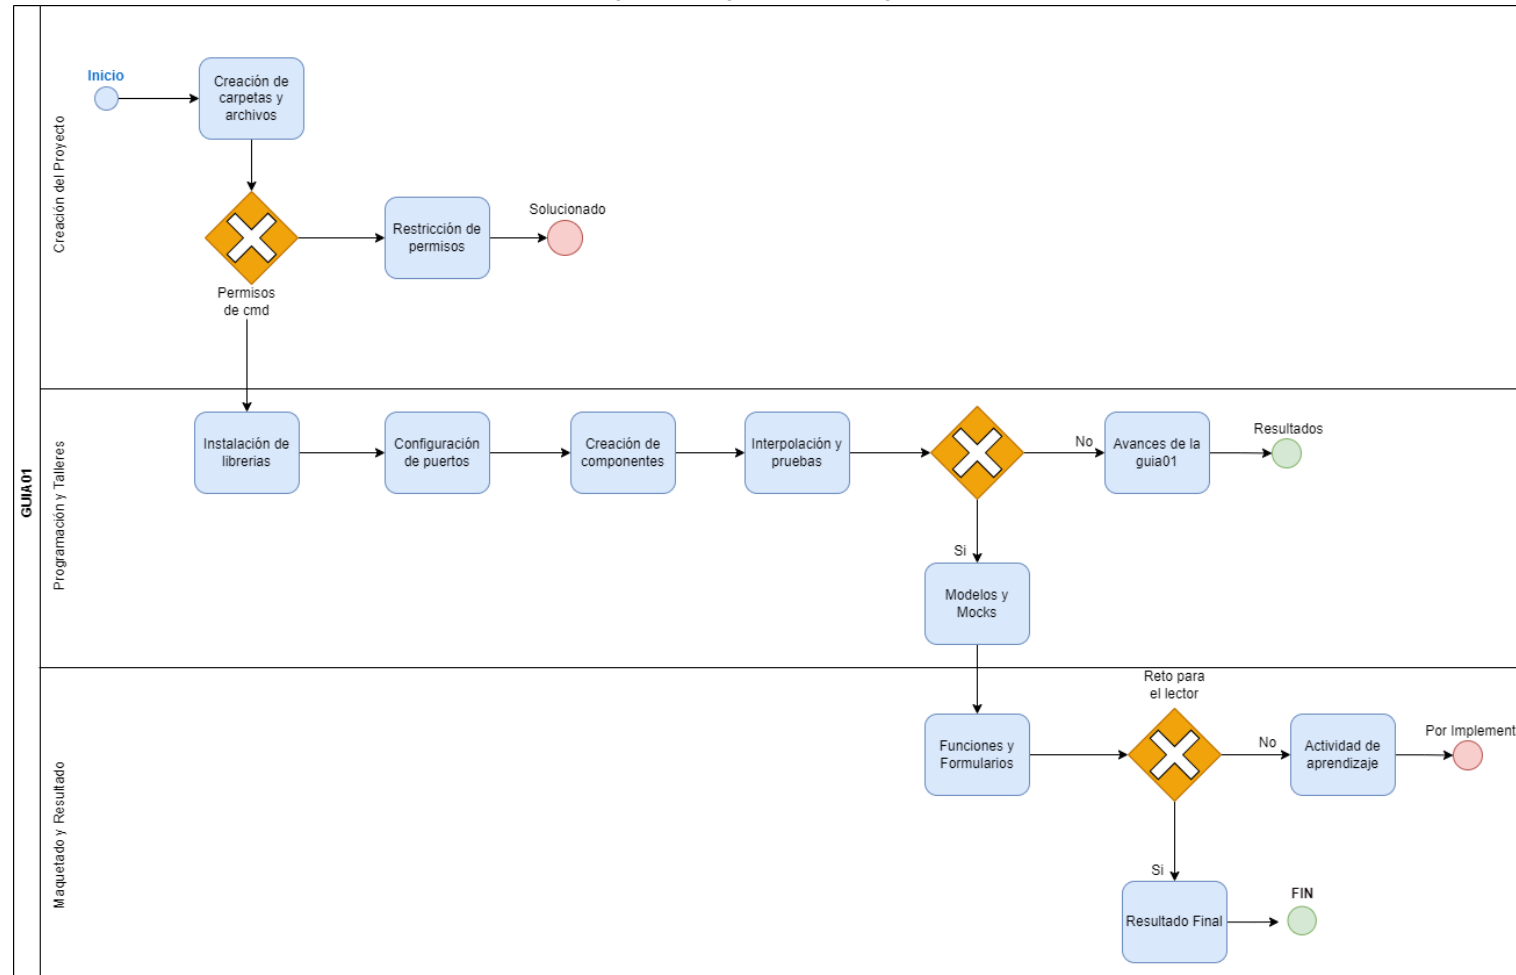 GUIA01
Creación del Proyecto
Inicio
Creación de
carpetas y
archivos
Permisos
de cmd
Restricción de
permisos
Solucionado
Programación y Talleres
Instalación de
librerias
Configuración
de puertos
Creación de
componentes
Interpolación y
pruebas
No
Avances de la
guia01
Resultados
Si
Modelos y
Mocks
Maquetado y Resultado
Funciones y
Formularios
Reto para
el lector
No
Actividad de
aprendizaje
Por Implement
Si
Resultado Final
FIN